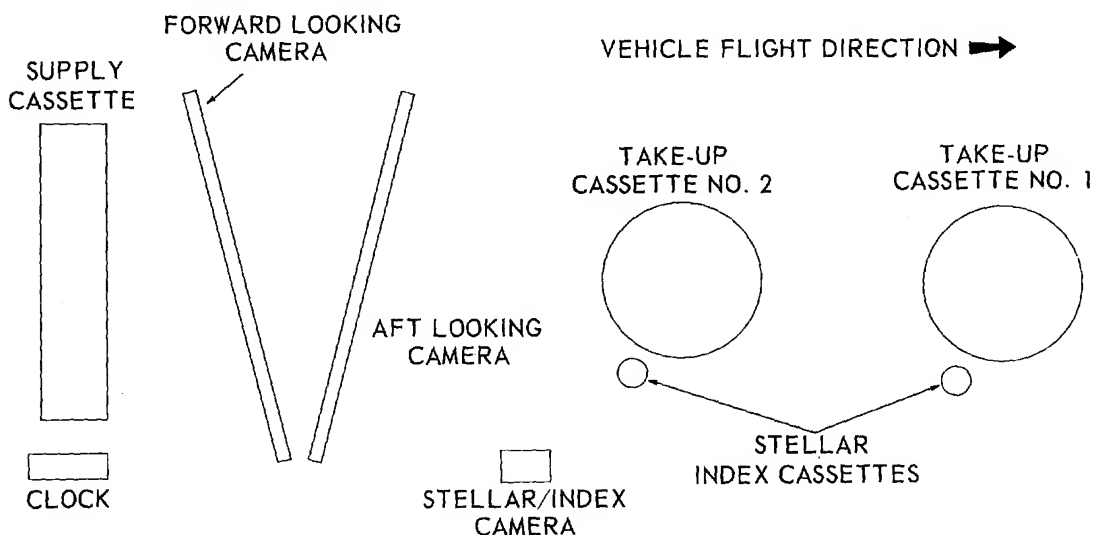 FORWARD LOOKING
CAMERA
VEHICLE FLIGHT DIRECTION
SUPPLY
CASSETTE
TAKE-UP
CASSETTE NO. 2
TAKE-UP
CASSETTE NO. 1
AFT LOOKING
CAMERA
STELLAR
INDEX CASSETTES
CLOCK
STELLAR/INDEX
CAMERA